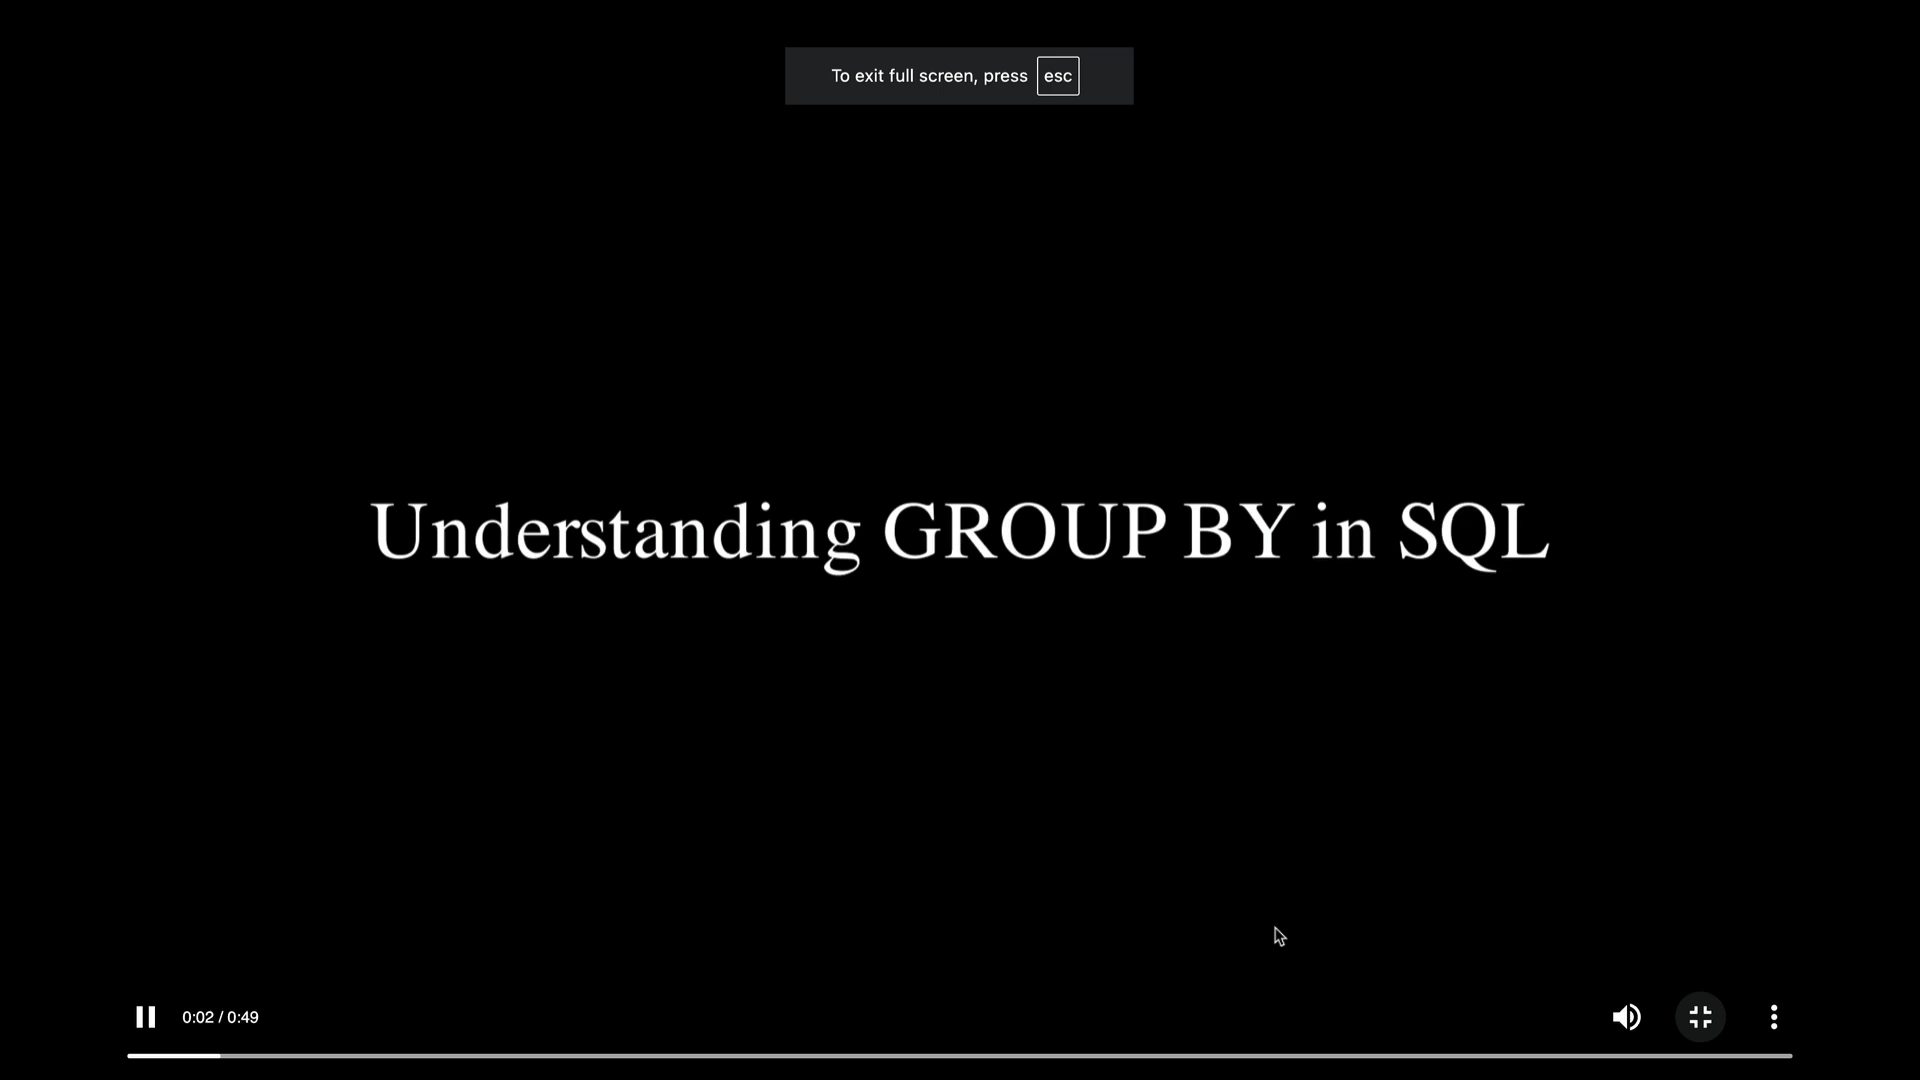 To exit full screen, press esc
Understanding GROUP BY in SQL
0:02 / 0:49